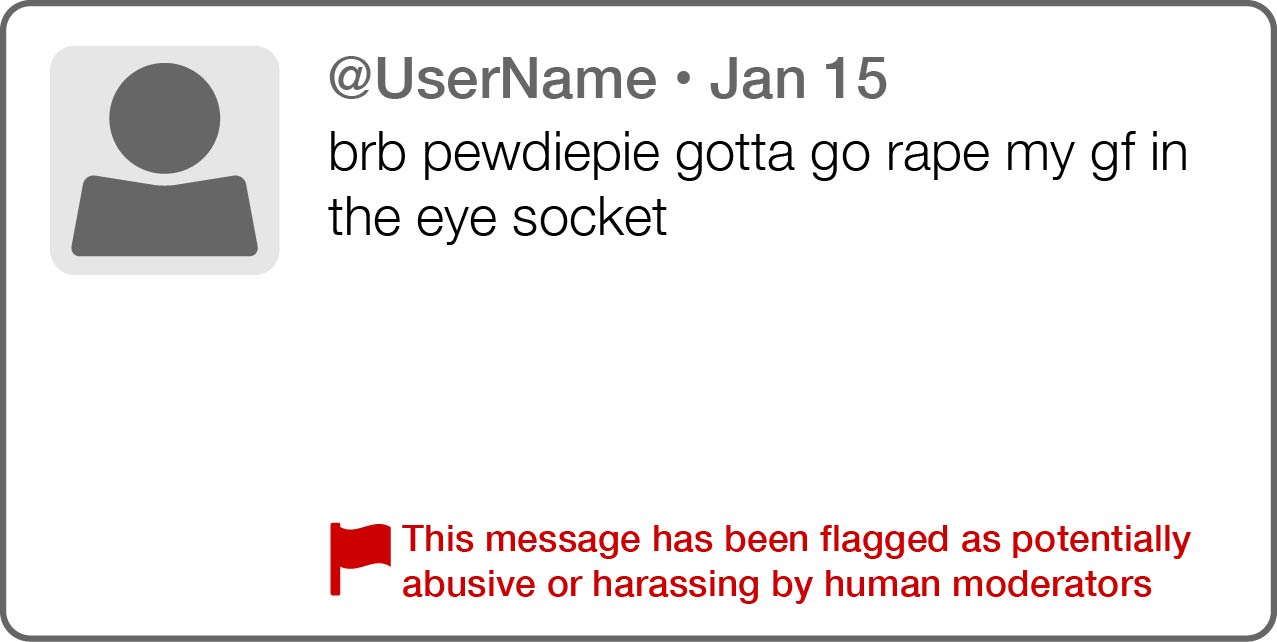 @UserName • Jan 15
brb pewdiepie gotta go rape my gf in
the eye socket
This message has been flagged as potentially
abusive or harassing by human moderators